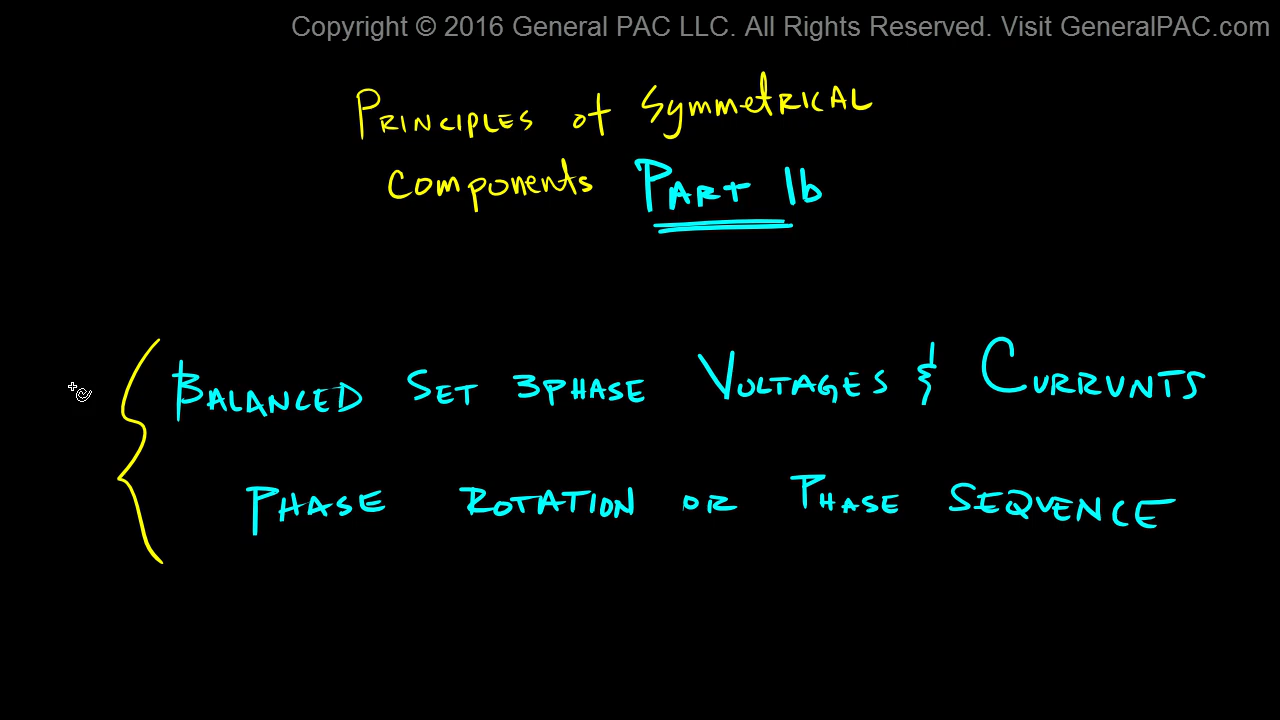 Copyright © 2016 General PAC LLC. All Rights Reserved. Visit GeneralPAC.com
PRINCIPLES of SymmetRICAL
components PART 1b
BALANCED SET 3PHASE VOLTAGES & CURRUNTS
PHASE ROTATION OR PHASE SEQUENCE